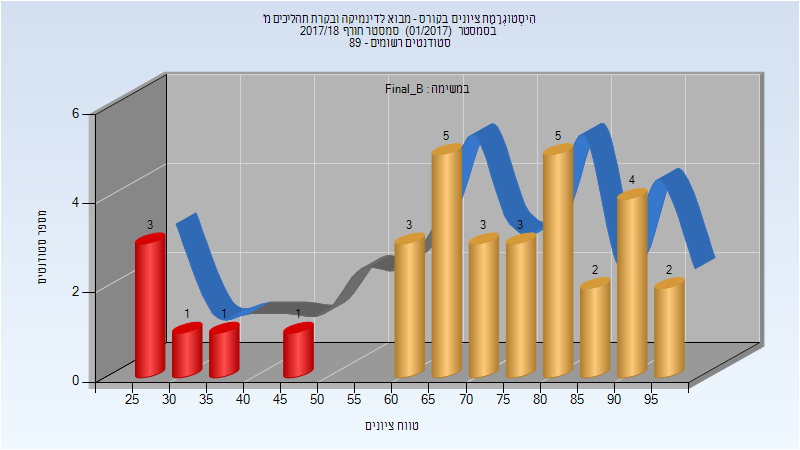 הִיסְטוֹגְרַמַת ציונים בקורס - מבוא לדינמיקה ובקרת תהליכים מ'
בסמסטר (01/2017) סמסטר חורף 2017/18
סטודנטים רשומים - 89
במשימה : Final_B
מספר סטודנטים
6
4
2
0
3
1
1
1
3
5
3
3
5
2
4
2
25 30 35 40 45 50 55 60 65 70 75 80 85 90 95
טווח ציונים